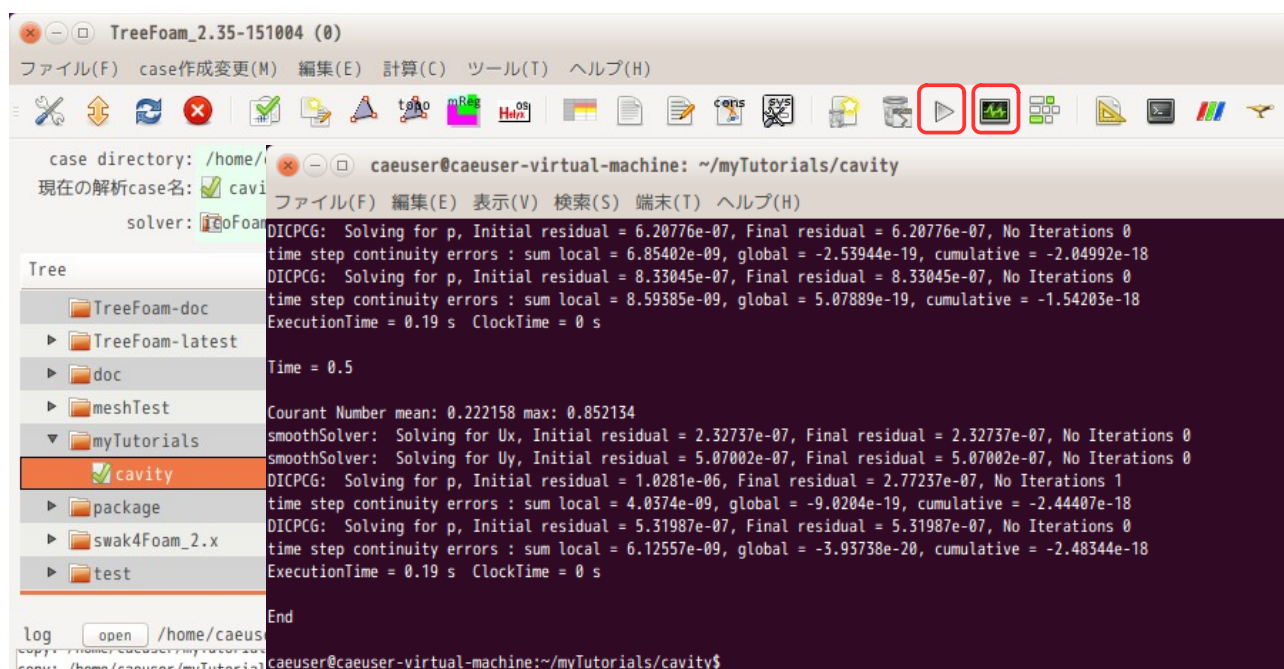 TreeFoam_2.35-151004 (0)
ファイル(F) case作成変更(M) 編集(E) 計算(C) ツール(T) ヘルプ(H)
topo mReg OS Helyx cons sys
case directory: /home/
現在の解析case名: cavi
solver: icoFoam
Tree
TreeFoam-doc
TreeFoam-latest
doc
meshTest
myTutorials
cavity
package
swak4Foam_2.x
test
log open /home/caeus
caeuser@caeuser-virtual-machine: ~/myTutorials/cavity
ファイル(F) 編集(E) 表示(V) 検索(S) 端末(T) ヘルプ(H)
DICPCG: Solving for p, Initial residual = 6.20776e-07, Final residual = 6.20776e-07, No Iterations 0
time step continuity errors : sum local = 6.85402e-09, global = -2.53944e-19, cumulative = -2.04992e-18
DICPCG: Solving for p, Initial residual = 8.33045e-07, Final residual = 8.33045e-07, No Iterations 0
time step continuity errors : sum local = 8.59385e-09, global = 5.07889e-19, cumulative = -1.54203e-18
ExecutionTime = 0.19 s ClockTime = 0 s
Time = 0.5
Courant Number mean: 0.222158 max: 0.852134
smoothSolver: Solving for Ux, Initial residual = 2.32737e-07, Final residual = 2.32737e-07, No Iterations 0
smoothSolver: Solving for Uy, Initial residual = 5.07002e-07, Final residual = 5.07002e-07, No Iterations 0
DICPCG: Solving for p, Initial residual = 1.0281e-06, Final residual = 2.77237e-07, No Iterations 1
time step continuity errors : sum local = 4.0374e-09, global = -9.0204e-19, cumulative = -2.44407e-18
DICPCG: Solving for p, Initial residual = 5.31987e-07, Final residual = 5.31987e-07, No Iterations 0
time step continuity errors : sum local = 6.12557e-09, global = -3.93738e-20, cumulative = -2.48344e-18
ExecutionTime = 0.19 s ClockTime = 0 s
End
caeuser@caeuser-virtual-machine:~/myTutorials/cavity$